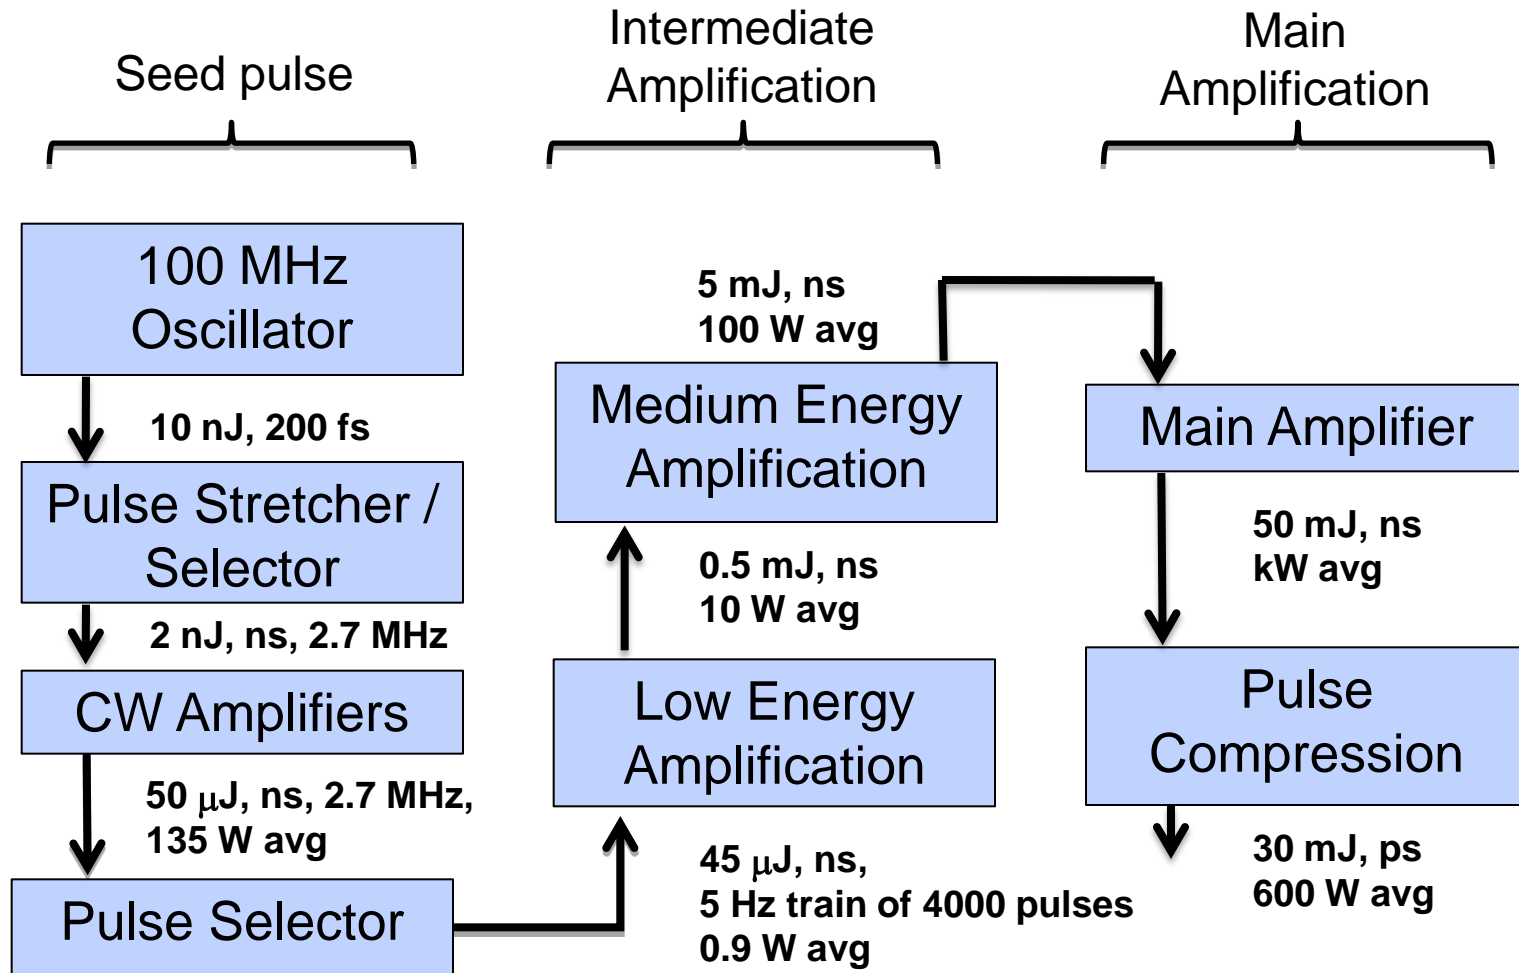 Seed pulse
Intermediate
Amplification
Main
Amplification
100 MHz
Oscillator
10 nJ, 200 fs
Pulse Stretcher /
Selector
2 nJ, ns, 2.7 MHz
CW Amplifiers
50 μJ, ns, 2.7 MHz,
135 W avg
Pulse Selector
45 μJ, ns,
5 Hz train of 4000 pulses
0.9 W avg
Low Energy
Amplification
0.5 mJ, ns
10 W avg
Medium Energy
Amplification
5 mJ, ns
100 W avg
Main Amplifier
50 mJ, ns
kW avg
Pulse
Compression
30 mJ, ps
600 W avg